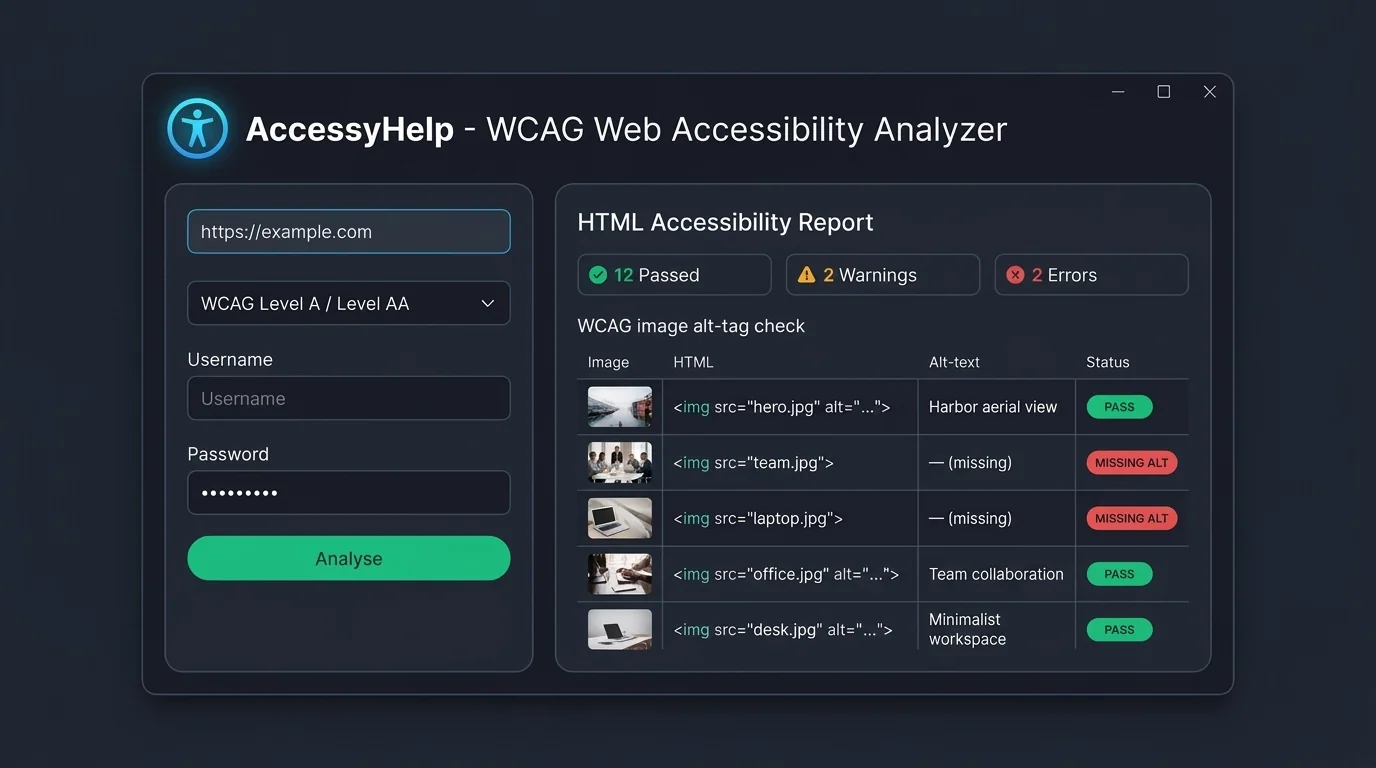 AccessyHelp - WCAG Web Accessibility Analyzer
https://example.com
WCAG Level A / Level AA
Username
Username
Password
•••••••••
Analyse
HTML Accessibility Report
12 Passed
2 Warnings
2 Errors
WCAG image alt-tag check
Image HTML Alt-text Status
<img src="hero.jpg" alt="..."> Harbor aerial view PASS
<img src="team.jpg"> — (missing) MISSING ALT
<img src="laptop.jpg"> — (missing) MISSING ALT
<img src="office.jpg" alt="..."> Team collaboration PASS
<img src="desk.jpg" alt="..."> Minimalist
workspace PASS